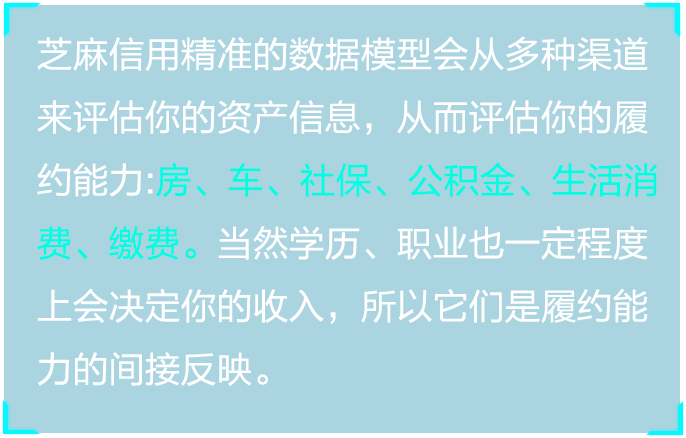 芝麻信用精准的数据模型会从多种渠道
来评估你的资产信息，从而评估你的履
约能力:房、车、社保、公积金、生活消
费、缴费。当然学历、职业也一定程度
上会决定你的收入，所以它们是履约能
力的间接反映。